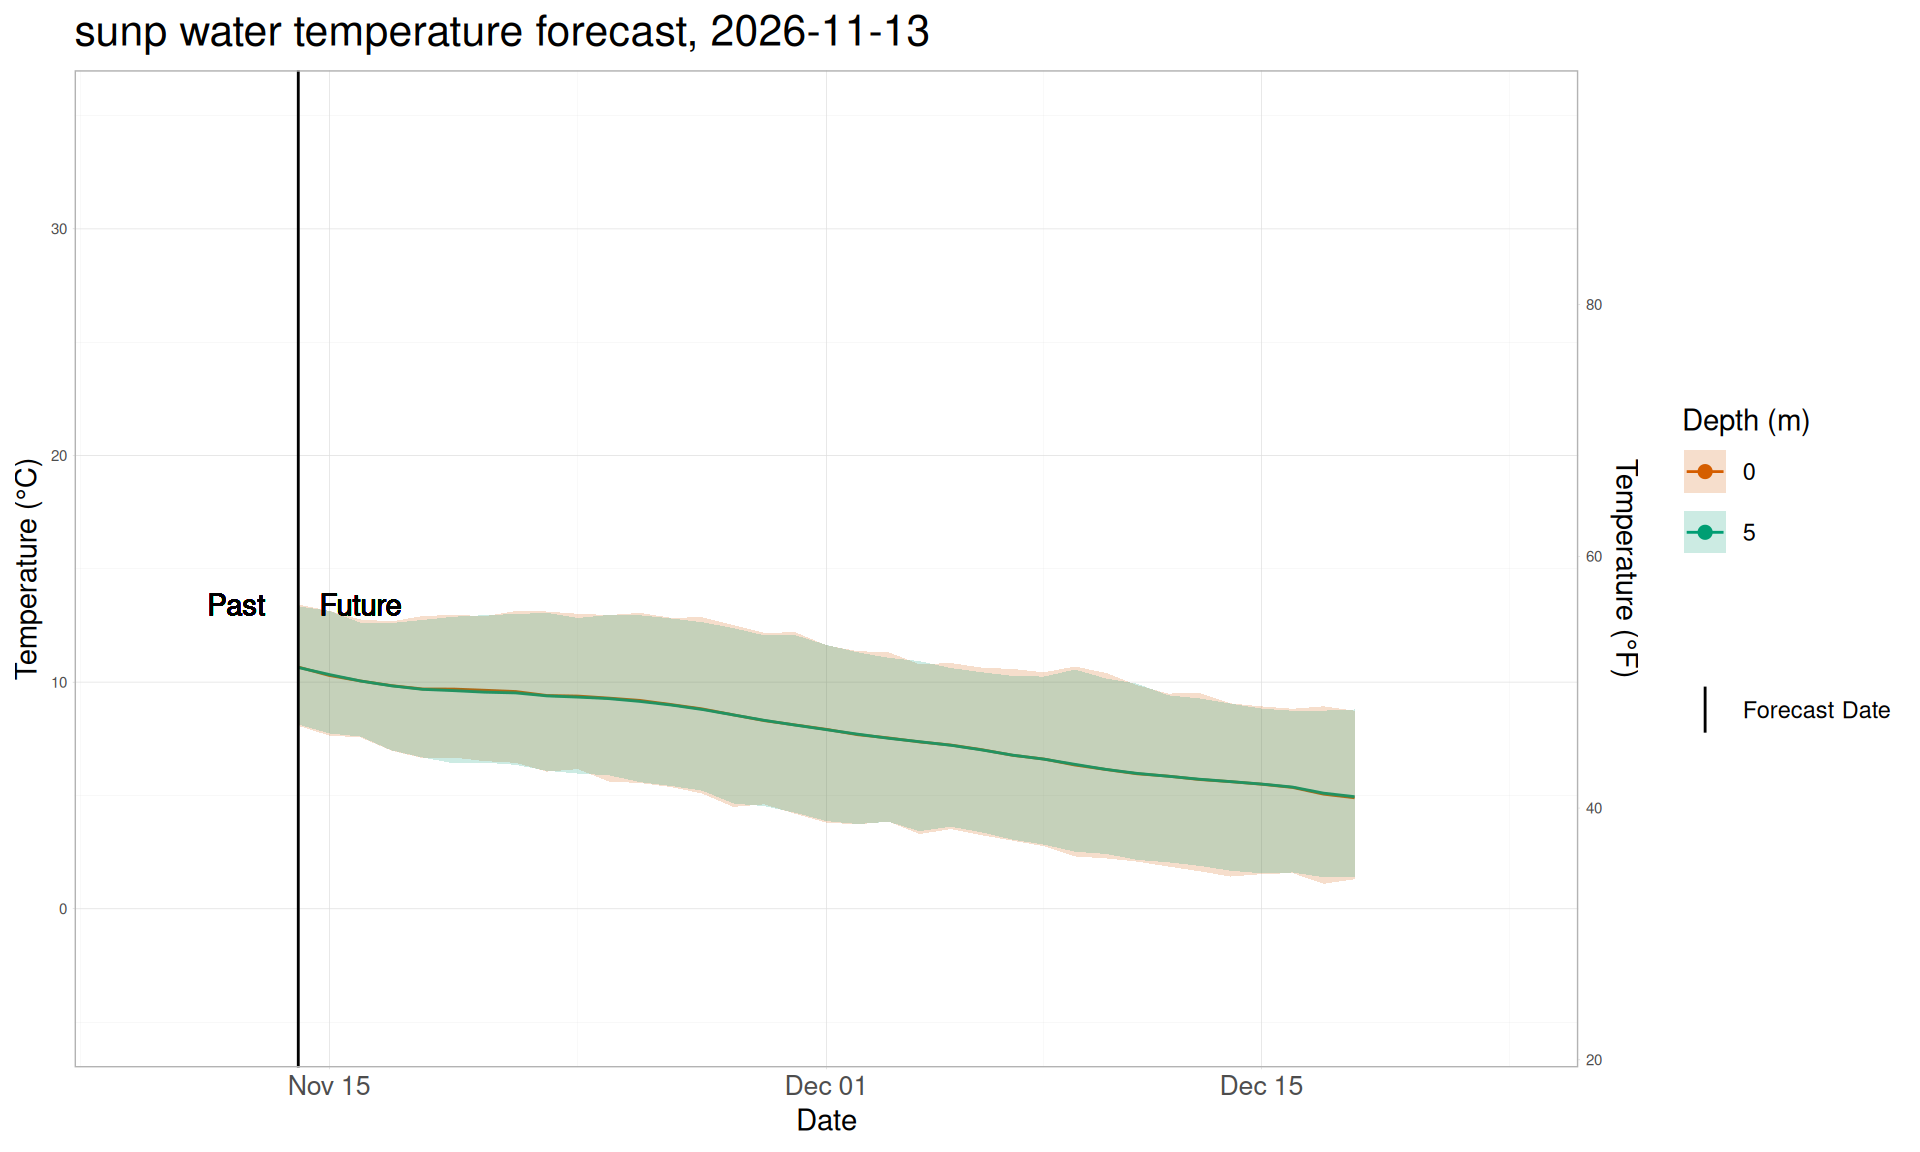 sunp water temperature forecast, 2026-11-13
Temperature (°C)
30
20
10
0
Past
Future
Nov 15
Dec 01
Dec 15
Date
80
60
40
20
Temperature (°F)
Depth (m)
0
5
Forecast Date